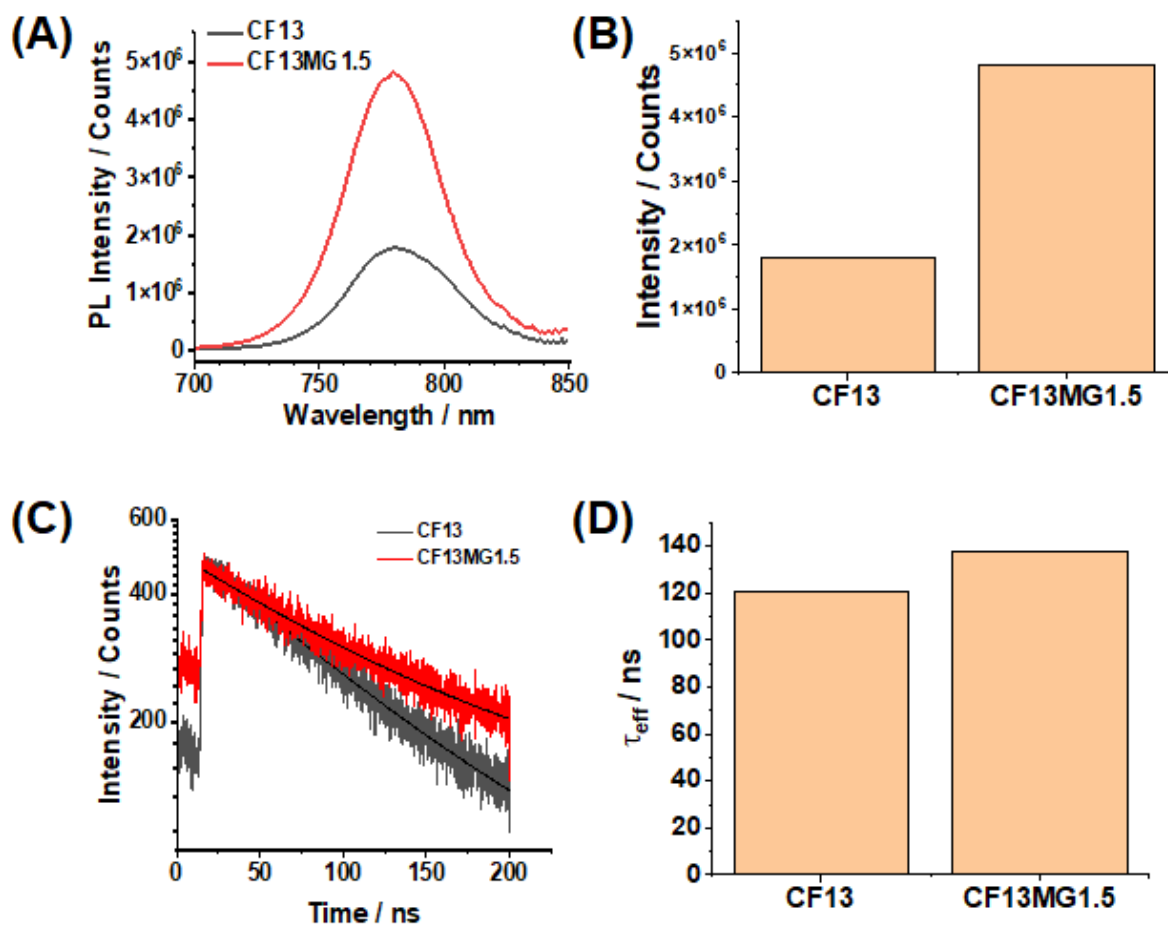 (A)
CF13
CF13MG1.5
5×10⁶
4×10⁶
3×10⁶
2×10⁶
1×10⁶
0
PL Intensity / Counts
700 750 800 850
Wavelength / nm
(B)
5×10⁶
4×10⁶
3×10⁶
2×10⁶
1×10⁶
0
Intensity / Counts
CF13 CF13MG1.5
(C)
CF13
CF13MG1.5
600
400
200
Intensity / Counts
0 50 100 150 200
Time / ns
(D)
140
120
100
80
60
40
20
0
τeff / ns
CF13 CF13MG1.5